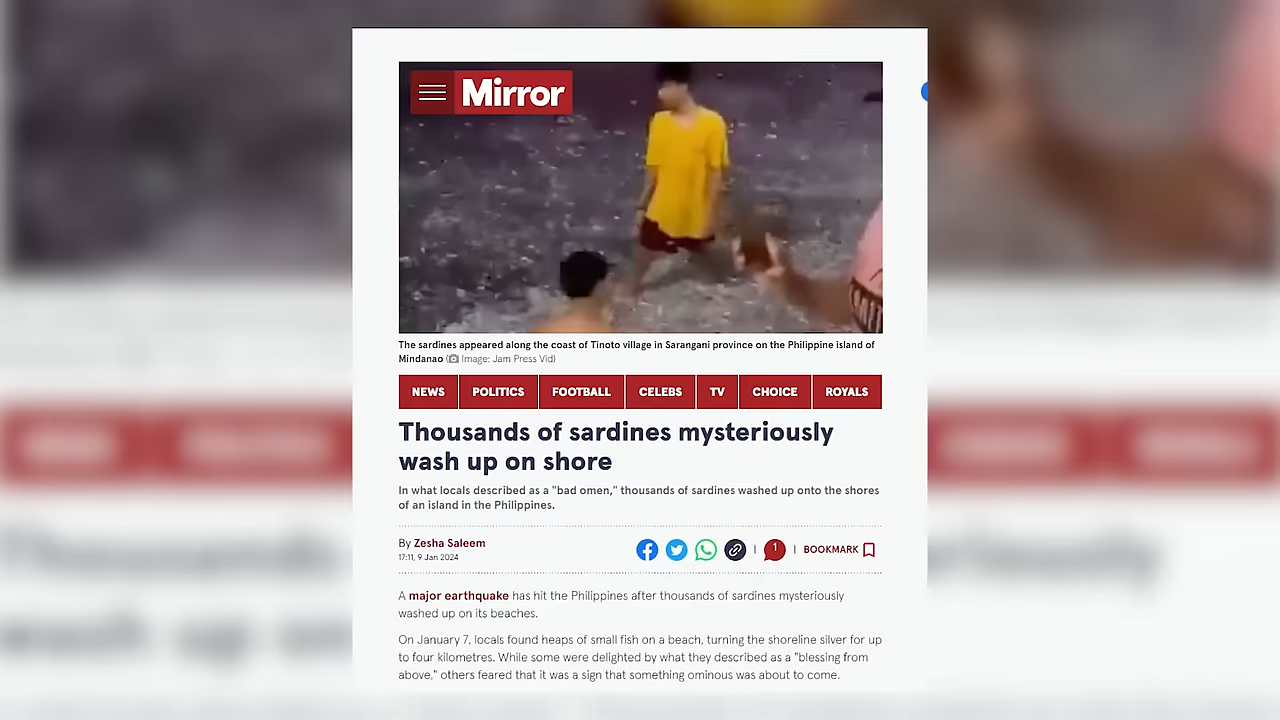 Mirror
The sardines appeared along the coast of Tinoto village in Sarangani province on the Philippine island of
Mindanao (Image: Jam Press Vid)
NEWS POLITICS FOOTBALL CELEBS TV CHOICE ROYALS
Thousands of sardines mysteriously
wash up on shore
In what locals described as a "bad omen," thousands of sardines washed up onto the shores
of an island in the Philippines.
By Zesha Saleem
17:11, 9 Jan 2024
1
BOOKMARK
A major earthquake has hit the Philippines after thousands of sardines mysteriously
washed up on its beaches.
On January 7, locals found heaps of small fish on a beach, turning the shoreline silver for up
to four kilometres. While some were delighted by what they described as a "blessing from
above," others feared that it was a sign that something ominous was about to come.